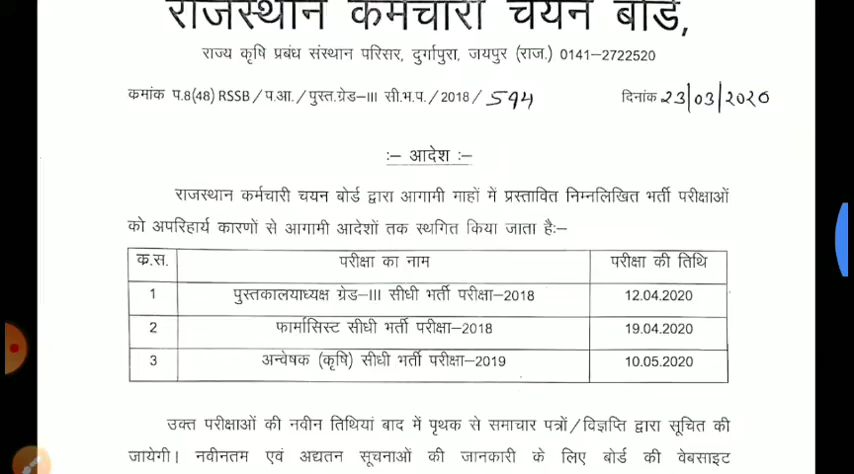 राजस्थान कर्मचारी चयन बोर्ड,
राज्य कृषि प्रबंध संस्थान परिसर, दुर्गापुरा, जयपुर (राज.) 0141–2722520
कमांक प.8(48) RSSB/प.आ./पुस्त.ग्रेड–III सी.भ.प./2018/594 दिनांक 23/03/2020
:– आदेश :–
राजस्थान कर्मचारी चयन बोर्ड द्वारा आगामी माहों में प्रस्तावित निम्नलिखित भर्ती परीक्षाओं
को अपरिहार्य कारणों से आगामी आदेशों तक स्थगित किया जाता हैः–
क्र.स. परीक्षा का नाम परीक्षा की तिथि
1 पुस्तकालयाध्यक्ष ग्रेड–III सीधी भर्ती परीक्षा–2018 12.04.2020
2 फार्मासिस्ट सीधी भर्ती परीक्षा–2018 19.04.2020
3 अन्वेषक (कृषि) सीधी भर्ती परीक्षा–2019 10.05.2020
उक्त परीक्षाओं की नवीन तिथियां बाद में पृथक से समाचार पत्रों/विज्ञप्ति द्वारा सूचित की
जायेगी। नवीनतम एवं अद्यतन सूचनाओं की जानकारी के लिए बोर्ड की वेबसाइट